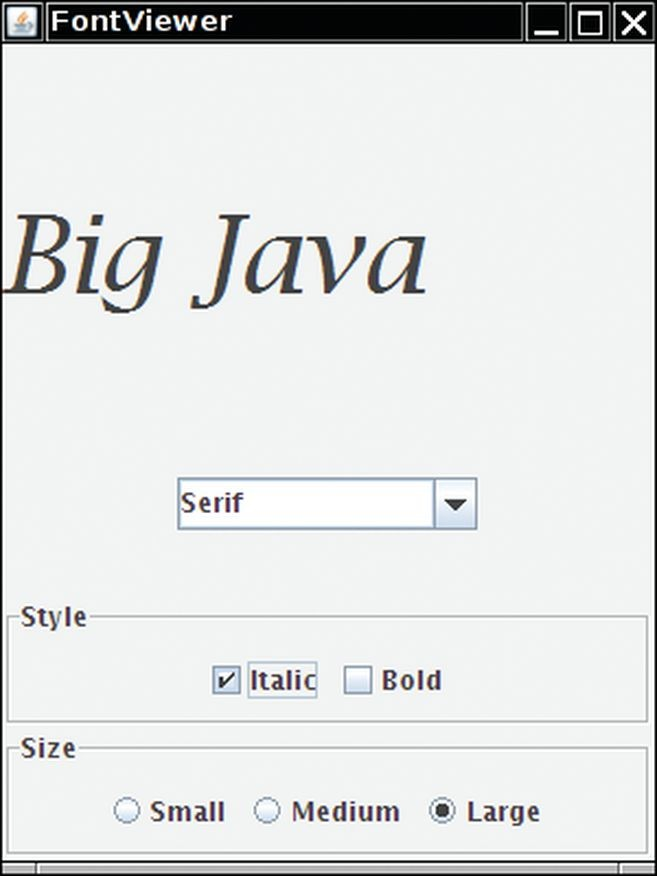 FontViewer
Big Java
Serif
Style
Italic Bold
Size
Small Medium Large